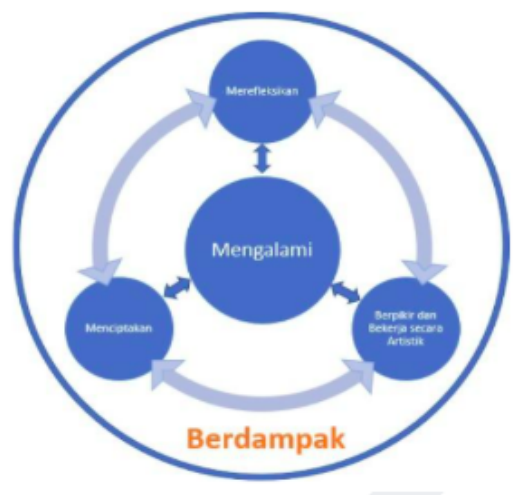 Merefleksikan
Mengalami
Menciptakan
Berpikir dan
Bekerja secara
Artistik
Berdampak